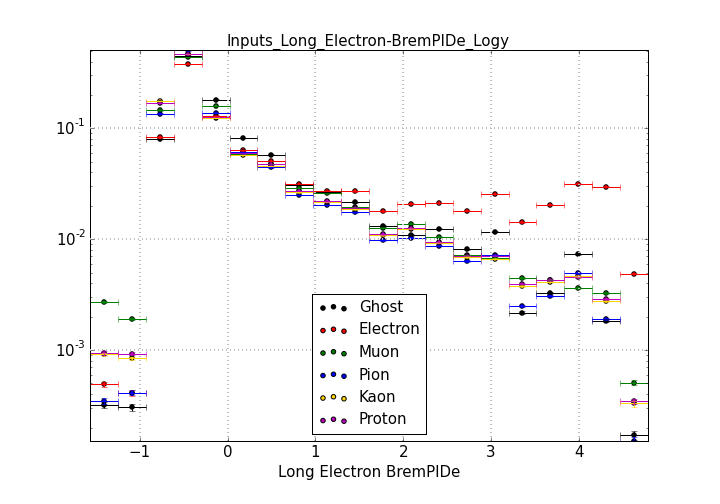 Inputs_Long_Electron-BremPIDe_Logy
10^-1
10^-2
10^-3
Ghost
Electron
Muon
Pion
Kaon
Proton
−1 0 1 2 3 4
Long Electron BremPIDe